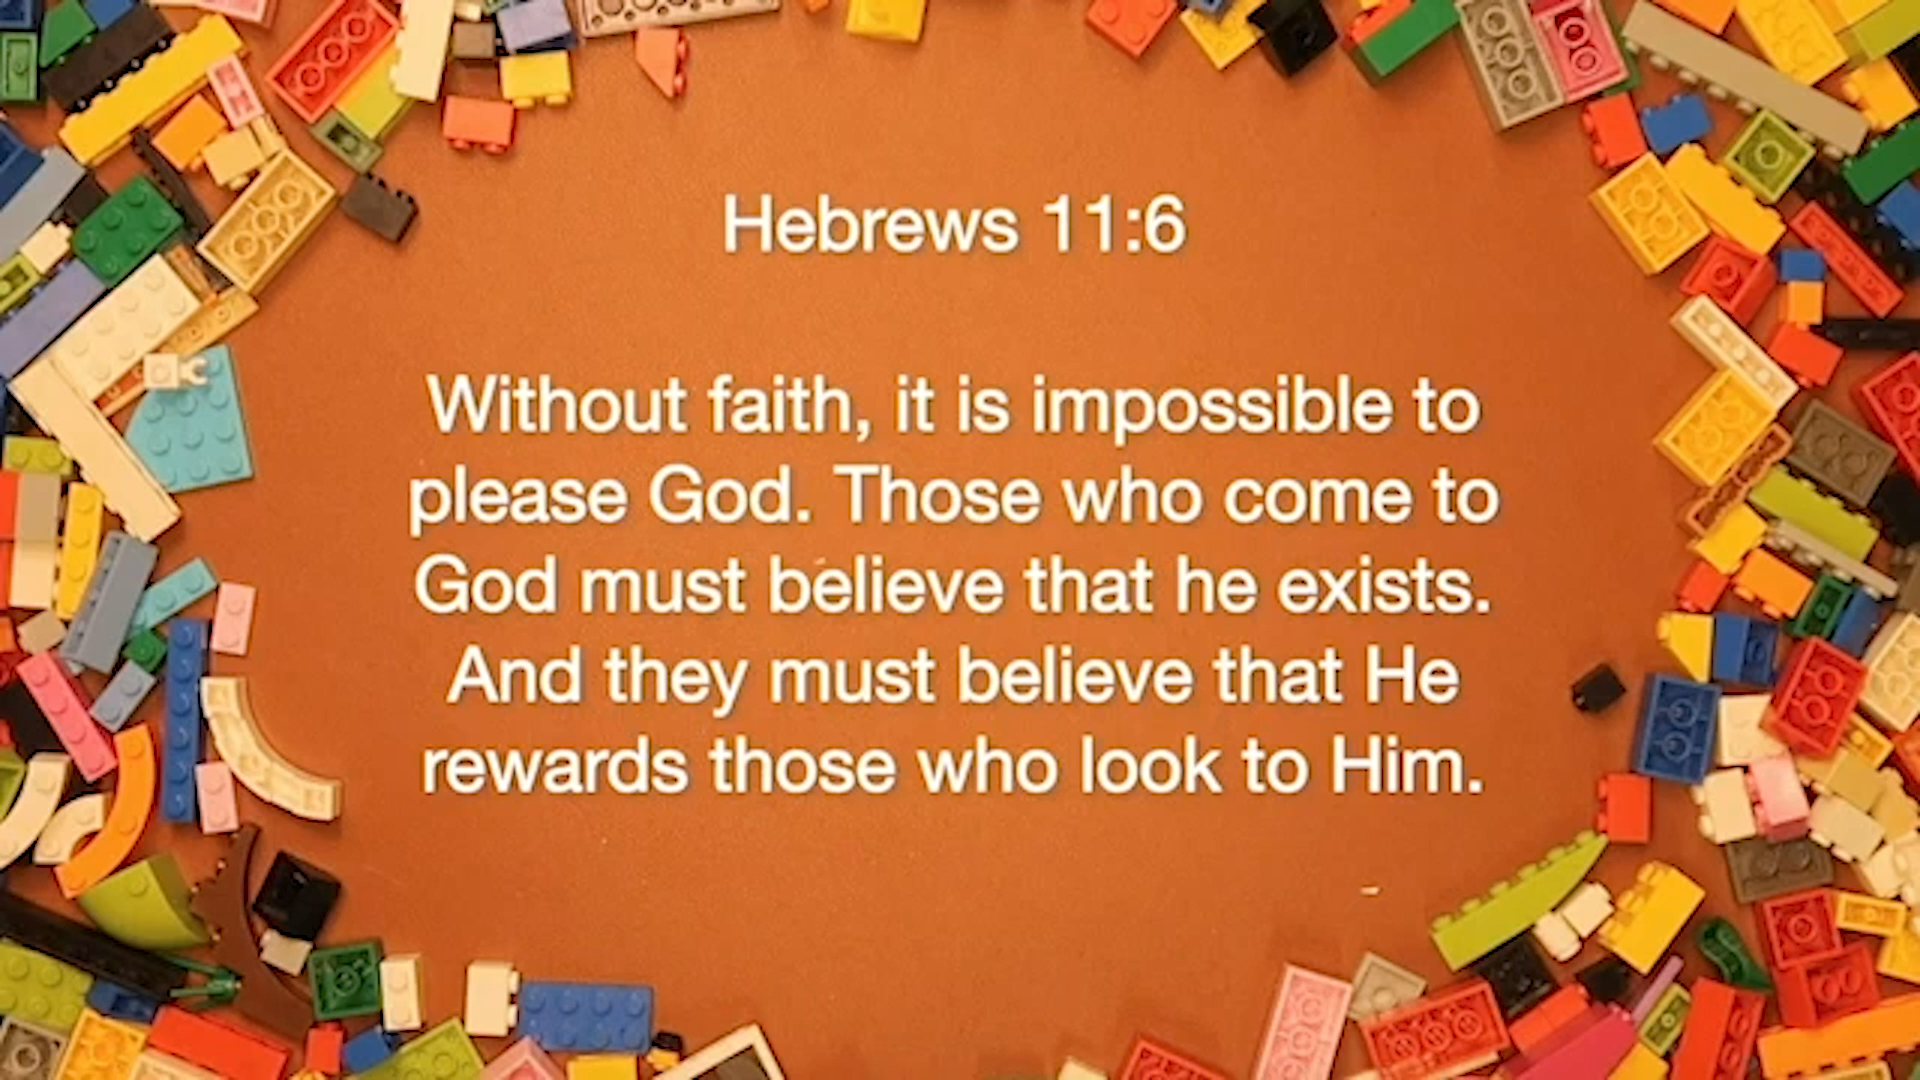 Hebrews 11:6
Without faith, it is impossible to
please God. Those who come to
God must believe that he exists.
And they must believe that He
rewards those who look to Him.